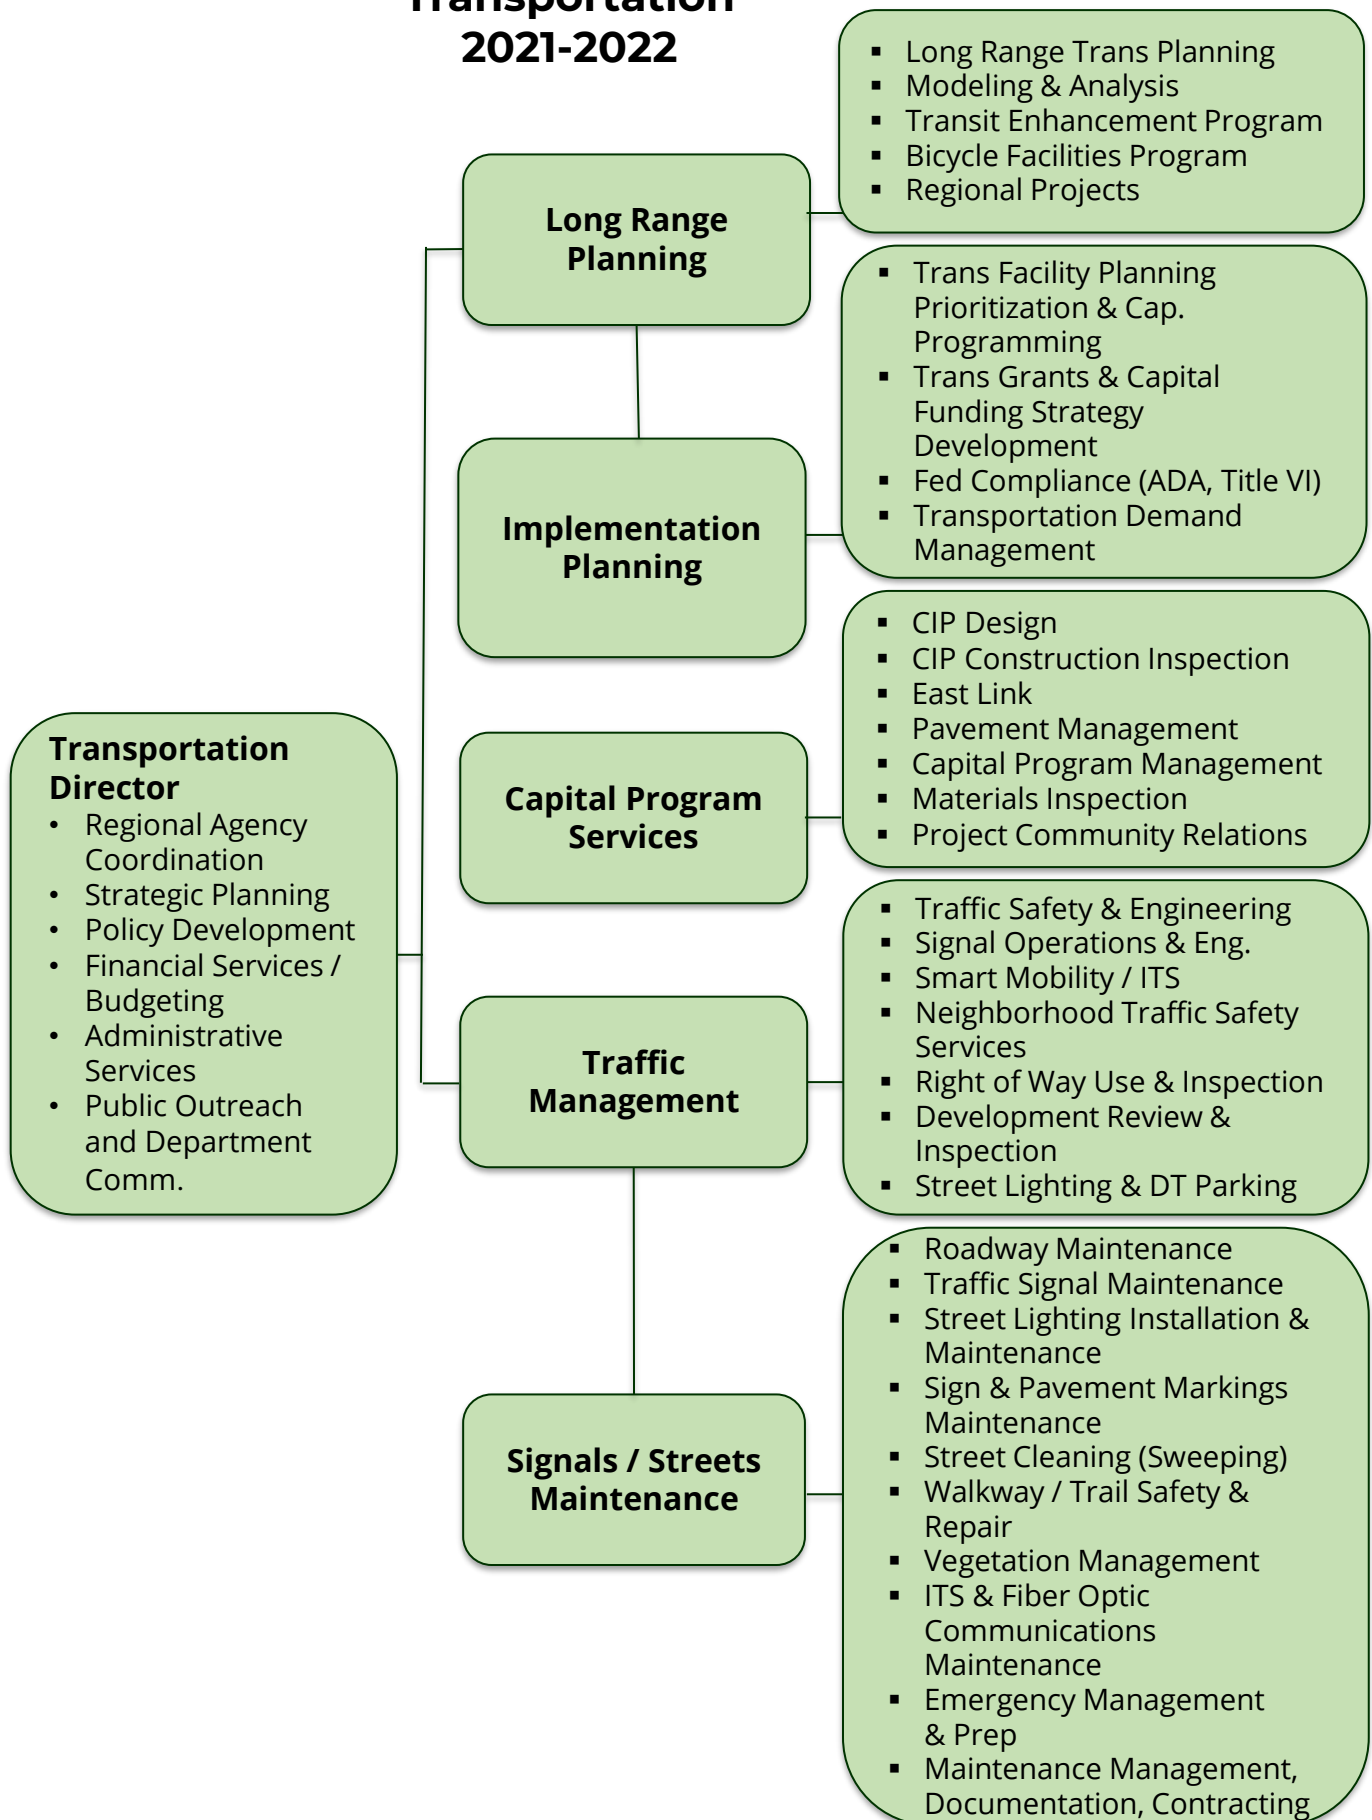 Transportation
2021-2022
▪ Long Range Trans Planning
▪ Modeling & Analysis
▪ Transit Enhancement Program
▪ Bicycle Facilities Program
▪ Regional Projects
Long Range
Planning
▪ Trans Facility Planning
Prioritization & Cap.
Programming
▪ Trans Grants & Capital
Funding Strategy
Development
▪ Fed Compliance (ADA, Title VI)
▪ Transportation Demand
Management
Implementation
Planning
▪ CIP Design
▪ CIP Construction Inspection
▪ East Link
▪ Pavement Management
▪ Capital Program Management
▪ Materials Inspection
▪ Project Community Relations
Capital Program
Services
Transportation
Director
• Regional Agency
Coordination
• Strategic Planning
• Policy Development
• Financial Services /
Budgeting
• Administrative
Services
• Public Outreach
and Department
Comm.
▪ Traffic Safety & Engineering
▪ Signal Operations & Eng.
▪ Smart Mobility / ITS
▪ Neighborhood Traffic Safety
Services
▪ Right of Way Use & Inspection
▪ Development Review &
Inspection
▪ Street Lighting & DT Parking
Traffic
Management
▪ Roadway Maintenance
▪ Traffic Signal Maintenance
▪ Street Lighting Installation &
Maintenance
▪ Sign & Pavement Markings
Maintenance
▪ Street Cleaning (Sweeping)
▪ Walkway / Trail Safety &
Repair
▪ Vegetation Management
▪ ITS & Fiber Optic
Communications
Maintenance
▪ Emergency Management
& Prep
▪ Maintenance Management,
Documentation, Contracting
Signals / Streets
Maintenance